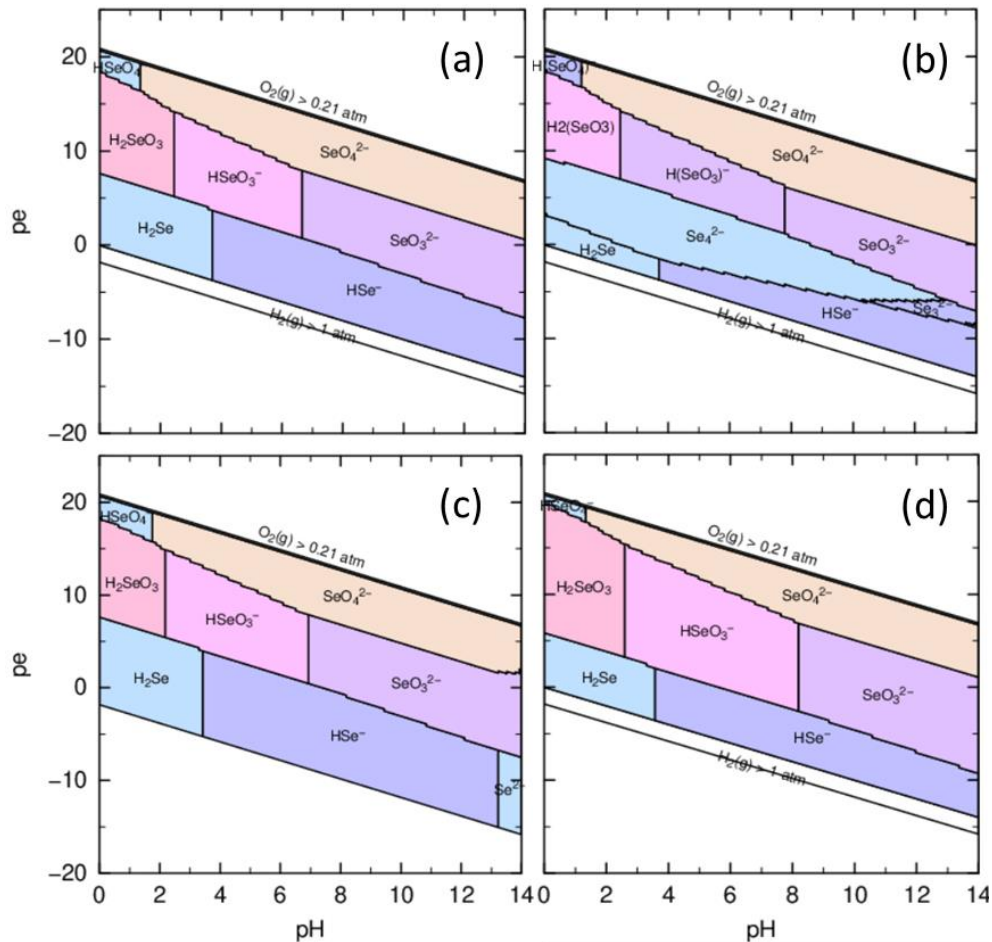 (a)
20
10
0
−10
−20
pe
O₂(g) > 0.21 atm
HSeO₄
H₂SeO₃
SeO₄²⁻
HSeO₃⁻
SeO₃²⁻
H₂Se
HSe⁻
H₂(g) > 1 atm
(b)
O₂(g) > 0.21 atm
H2(SeO3)
SeO₄²⁻
H(SeO₃)⁻
SeO₃²⁻
Se₄²⁻
H₂Se
HSe⁻
Se₃²⁻
H₂(g) > 1 atm
(c)
20
10
0
−10
−20
pe
O₂(g) > 0.21 atm
HSeO₄
H₂SeO₃
SeO₄²⁻
HSeO₃⁻
SeO₃²⁻
H₂Se
HSe⁻
Se²⁻
0 2 4 6 8 10 12 14
pH
(d)
O₂(g) > 0.21 atm
HSeO₄⁻
H₂SeO₃
SeO₄²⁻
HSeO₃⁻
SeO₃²⁻
H₂Se
HSe⁻
H₂(g) > 1 atm
0 2 4 6 8 10 12 14
pH